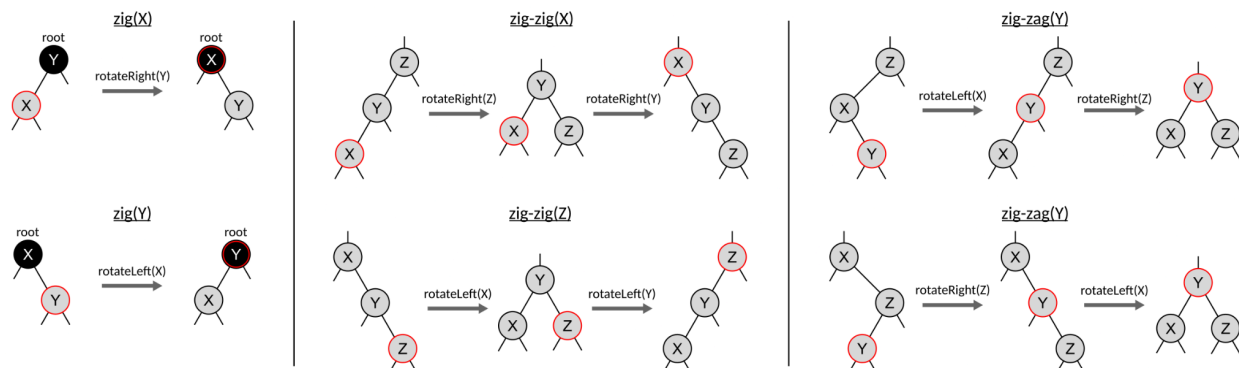 zig(X)
root
Y
X
rotateRight(Y)
root
X
Y
zig(Y)
root
X
Y
rotateLeft(X)
root
Y
X
zig-zig(X)
Z
Y
X
rotateRight(Z)
Y
X
Z
rotateRight(Y)
X
Y
Z
zig-zig(Z)
X
Y
Z
rotateLeft(X)
Y
X
Z
rotateLeft(Y)
Z
Y
X
zig-zag(Y)
Z
X
Y
rotateLeft(X)
Z
Y
X
rotateRight(Z)
Y
X
Z
zig-zag(Y)
X
Z
Y
rotateRight(Z)
X
Y
Z
rotateLeft(X)
Y
X
Z